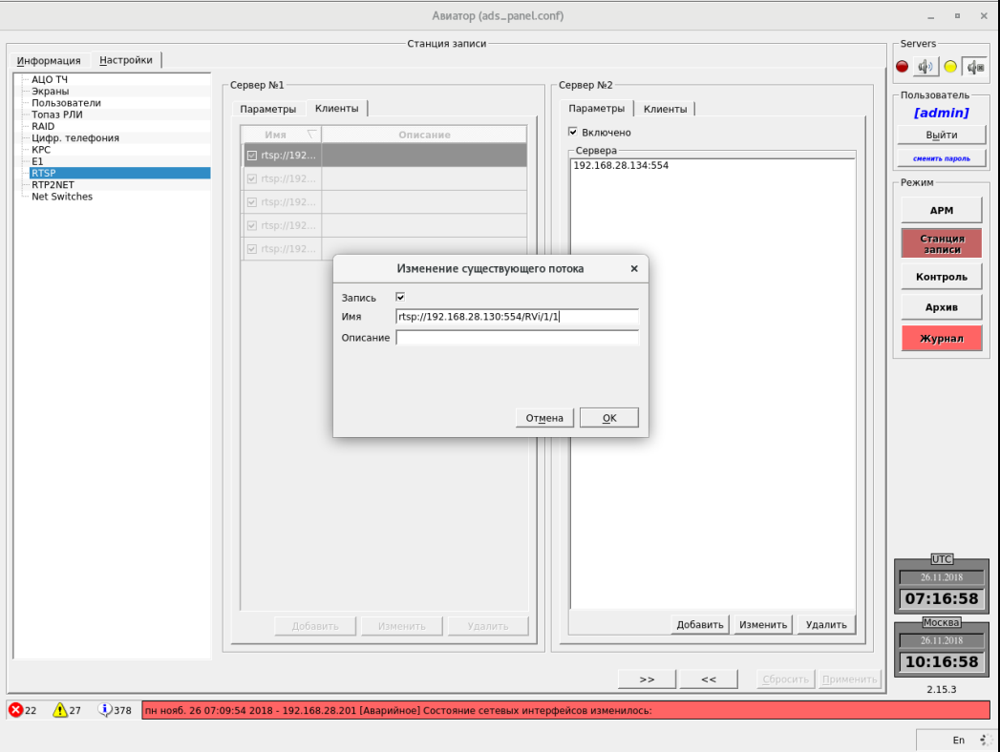 Авиатор (ads_panel.conf)
Станция записи
Информация
Настройки
АЦО ТЧ
Экраны
Пользователи
Топаз РЛИ
RAID
Цифр. телефония
КРС
E1
RTSP
RTP2NET
Net Switches
Сервер №1
Параметры
Клиенты
Имя
Описание
rtsp://192...
rtsp://192...
rtsp://192...
rtsp://192...
rtsp://192...
Добавить
Изменить
Удалить
Сервер №2
Параметры
Клиенты
Включено
Сервера
192.168.28.134:554
Добавить
Изменить
Удалить
Изменение существующего потока
Запись
Имя
rtsp://192.168.28.130:554/RVi/1/1
Описание
Отмена
OK
>>
<<
Сбросить
Применить
Servers
Пользователь
[admin]
Выйти
сменить пароль
Режим
АРМ
Станция
записи
Контроль
Архив
Журнал
UTC
26.11.2018
07:16:58
Москва
26.11.2018
10:16:58
2.15.3
22
27
378
пн нояб. 26 07:09:54 2018 - 192.168.28.201 [Аварийное] Состояние сетевых интерфейсов изменилось:
En